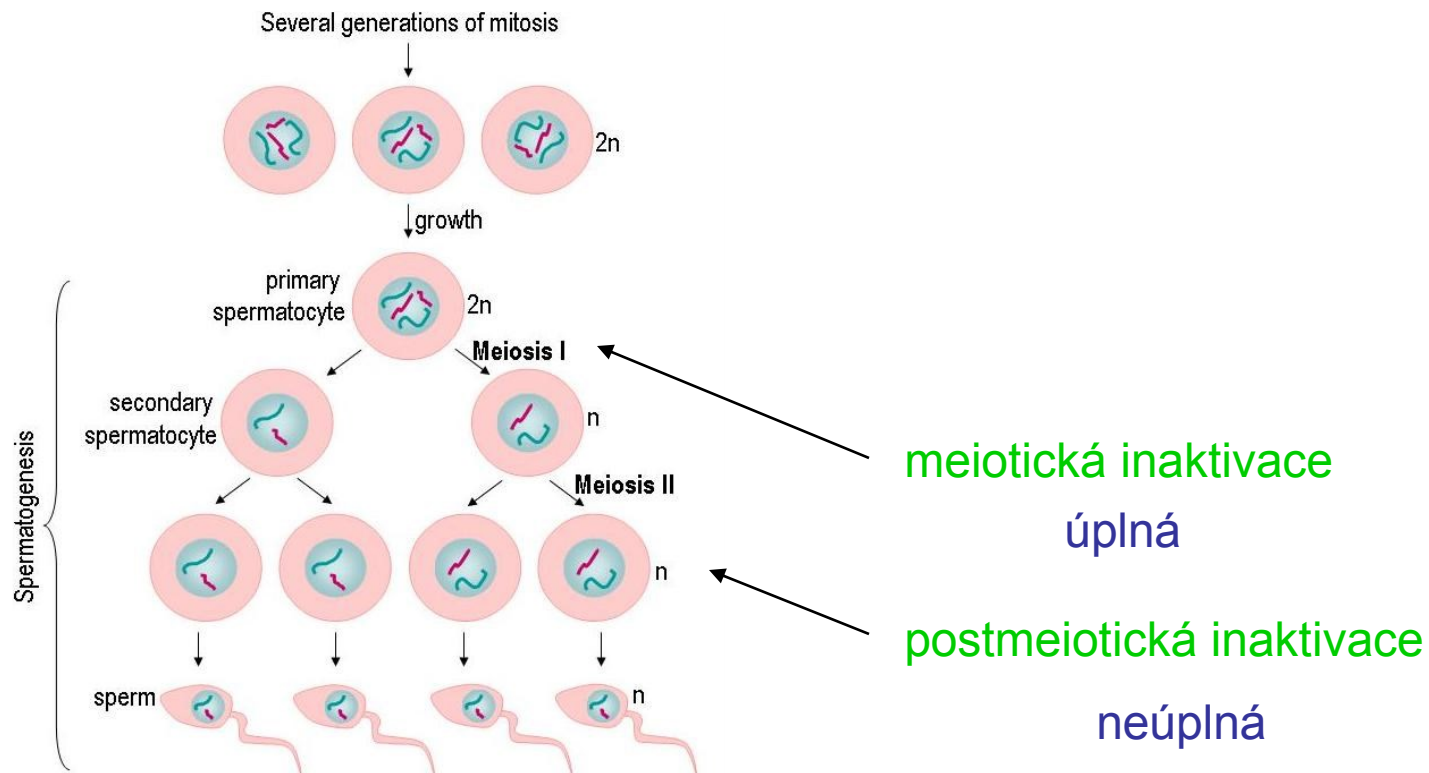 Several generations of mitosis
2n
growth
primary
spermatocyte
2n
Meiosis I
secondary
spermatocyte
n
meiotická inaktivace
úplná
Meiosis II
Spermatogenesis
n
postmeiotická inaktivace
neúplná
sperm
n